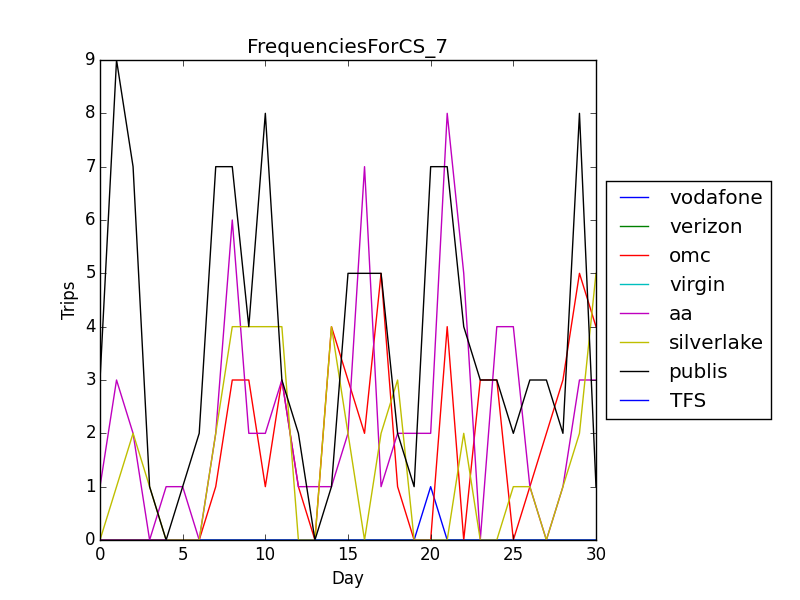 FrequenciesForCS_7
9
8
7
6
5
4
3
2
1
0
Trips
0 5 10 15 20 25 30
Day
vodafone
verizon
omc
virgin
aa
silverlake
publis
TFS